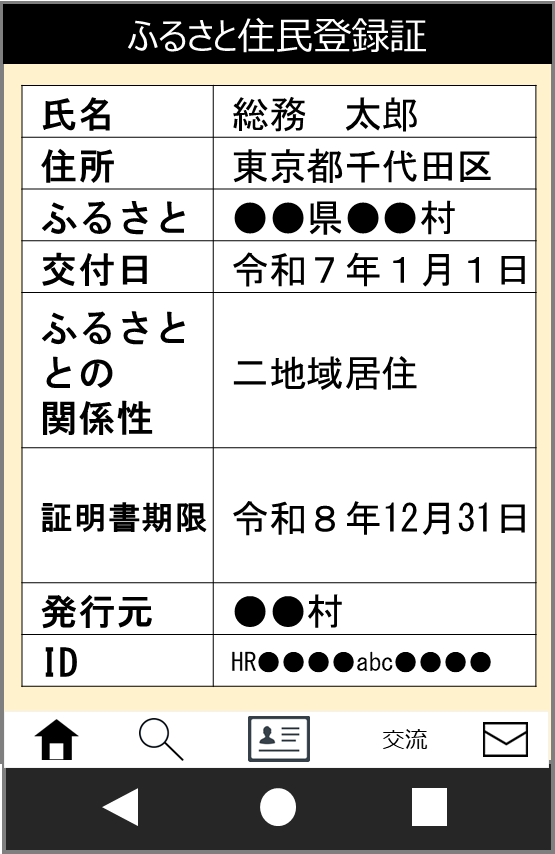 ふるさと住民登録証
氏名 総務　太郎
住所 東京都千代田区
ふるさと ●●県●●村
交付日 令和７年１月１日
ふるさと
との
関係性
二地域居住
証明書期限 令和８年12月31日
発行元 ●●村
ID HR●●●●abc●●●●
交流